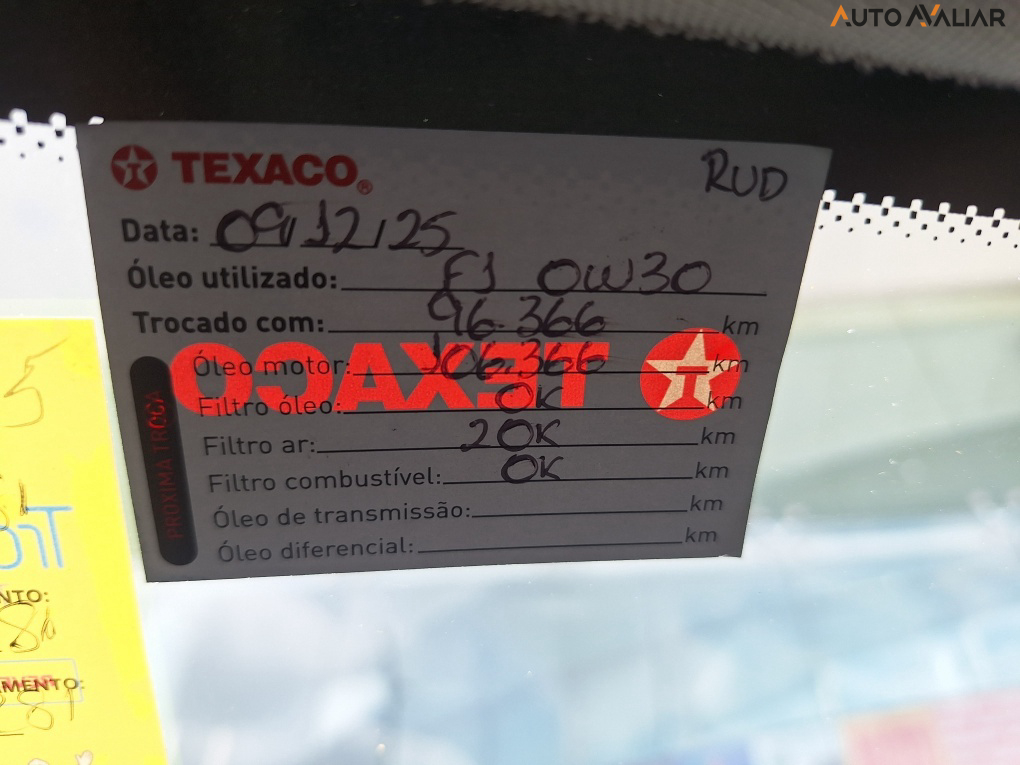 AUTO AVALIAR
TEXACO® RUD
Data: 09/12/25
Óleo utilizado: F1 0W30
Trocado com: 96.366 km
Óleo motor: 106.366 km
TEXACO
Filtro óleo: OK km
Filtro ar: 20K km
Filtro combustível: OK km
Óleo de transmissão: km
Óleo diferencial: km
PRÓXIMA TROCA
NTO:
MENTO: